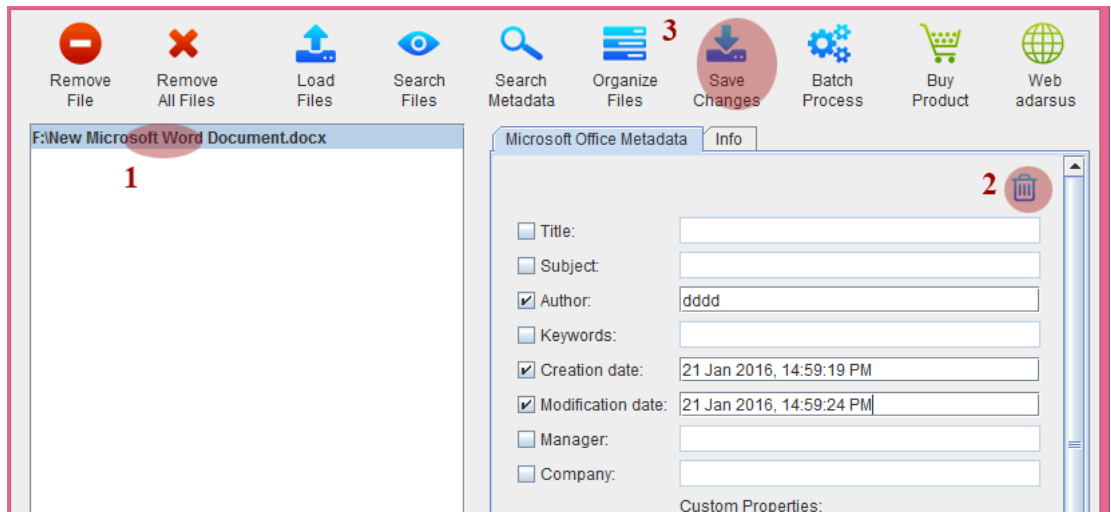 3
Remove File
Remove All Files
Load Files
Search Files
Search Metadata
Organize Files
Save Changes
Batch Process
Buy Product
Web adarsus
F:\New Microsoft Word Document.docx
1
Microsoft Office Metadata
Info
2
Title:
Subject:
Author: dddd
Keywords:
Creation date: 21 Jan 2016, 14:59:19 PM
Modification date: 21 Jan 2016, 14:59:24 PM
Manager:
Company:
Custom Properties: